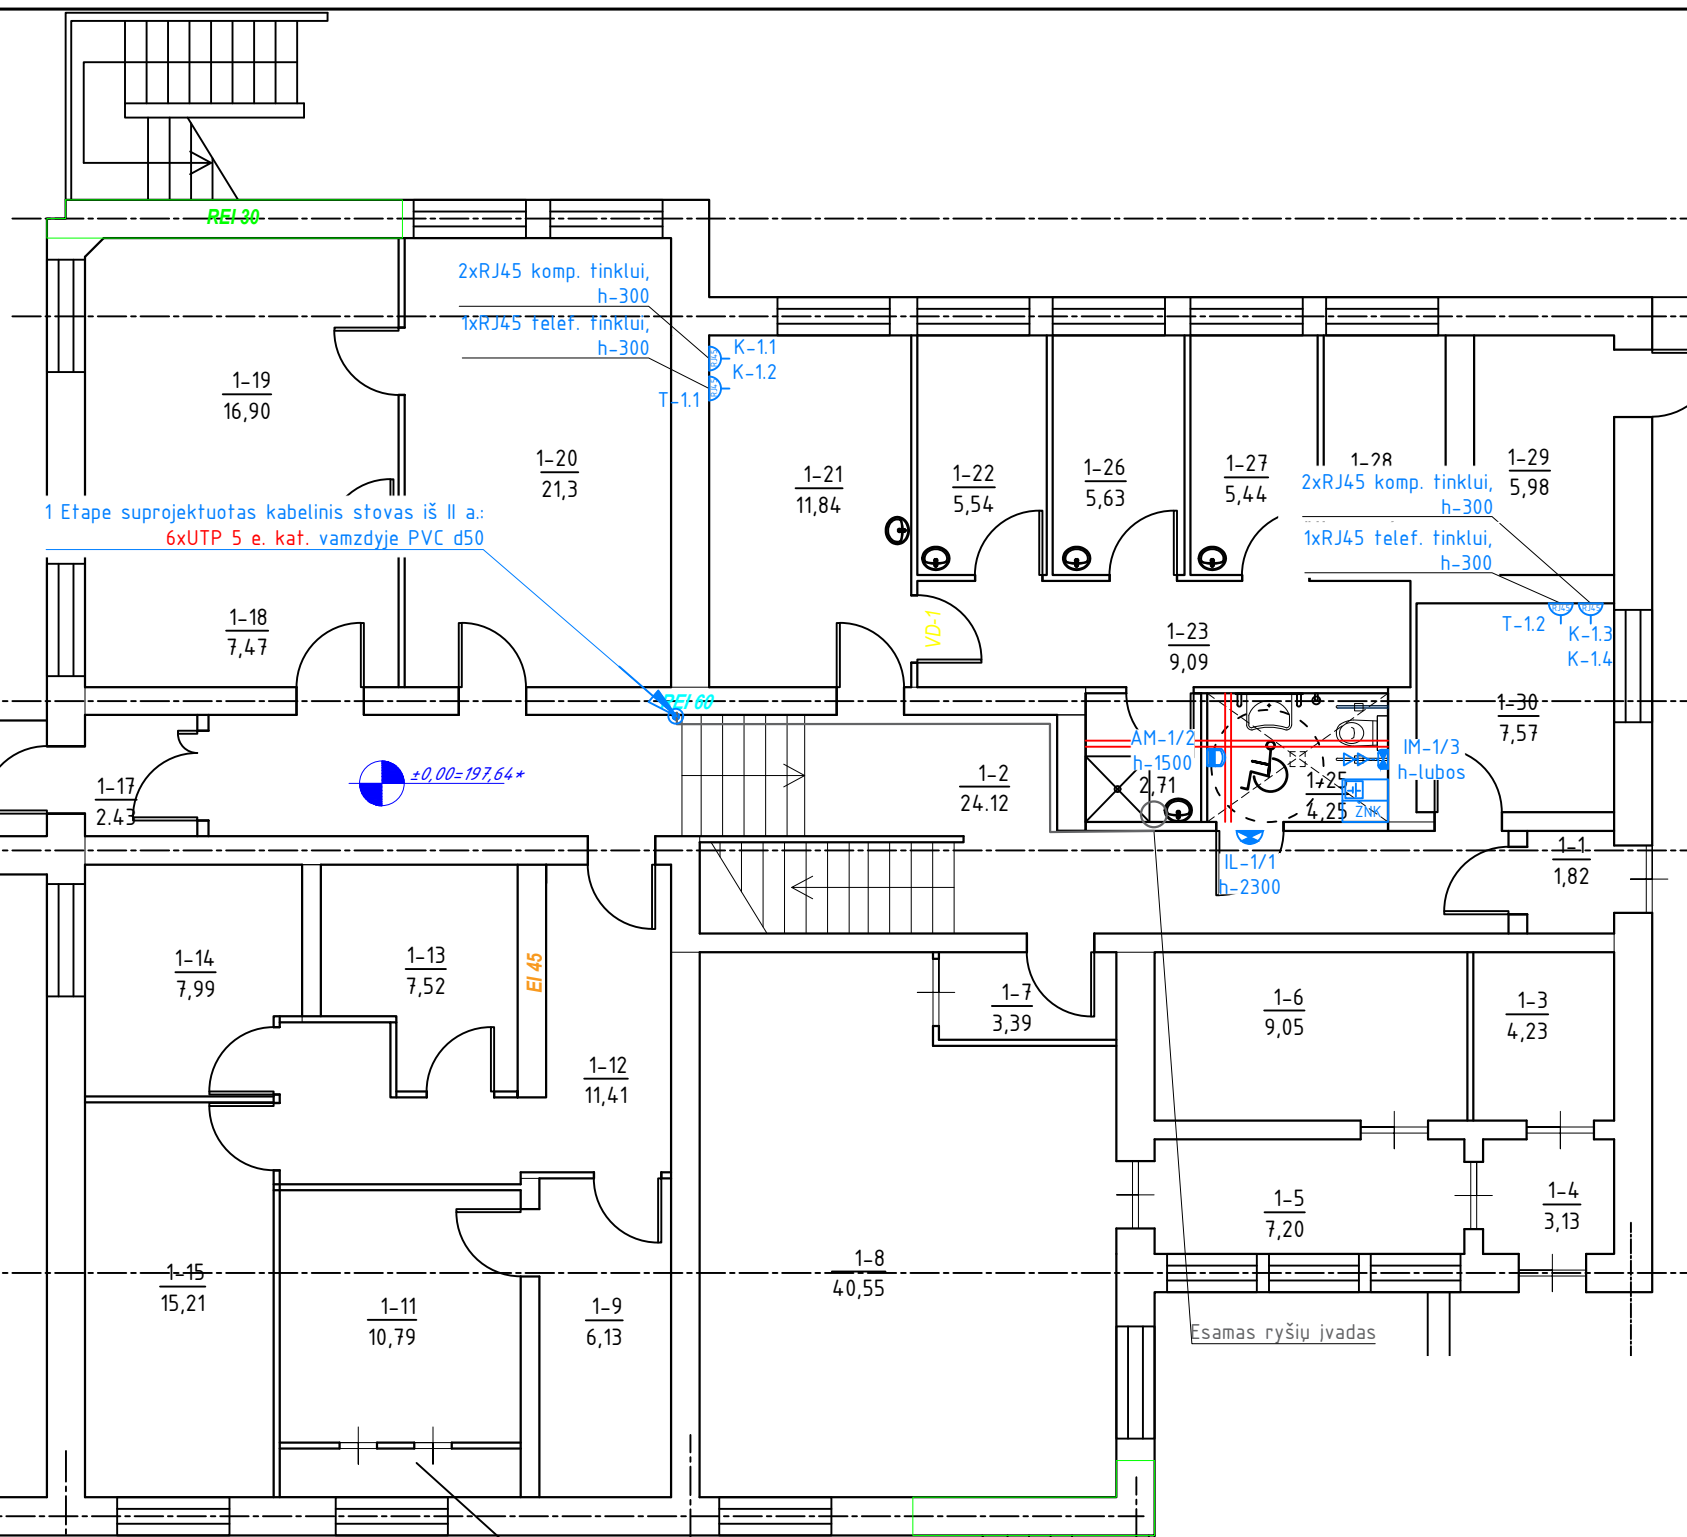 REI 30
2xRJ45 komp. tinklui,
h-300
1xRJ45 telef. tinklui,
h-300
K-1.1
K-1.2
T-1.1
RJ45
RJ45
1-19
16,90
1-20
21,3
1-21
11,84
1-22
5,54
1-26
5,63
1-27
5,44
1-28
1-29
5,98
2xRJ45 komp. tinklui,
h-300
1xRJ45 telef. tinklui,
h-300
1 Etape suprojektuotas kabelinis stovas iš II a.:
6xUTP 5 e. kat. vamzdyje PVC d50
RJ45
RJ45
T-1.2
K-1.3
K-1.4
1-18
7,47
VD-1
1-23
9,09
REI 60
1-30
7,57
±0,00=197,64*
1-17
2.43
1-2
24.12
AM-1/2
h-1500
2,71
IM-1/3
h-lubos
1-25
4,25
ŽNK
IL-1/1
h-2300
1-1
1,82
1-14
7,99
1-13
7,52
EI 45
1-7
3,39
1-6
9,05
1-3
4,23
1-12
11,41
1-5
7,20
1-4
3,13
1-15
15,21
1-11
10,79
1-9
6,13
1-8
40,55
Esamas ryšių įvadas